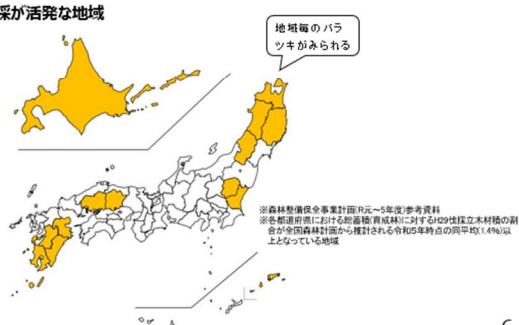 採が活発な地域
地域毎のバラ
ツキがみられる
※森林整備保全事業計画(R元～5年度)参考資料
※各都道府県における総蓄積(育成林)に対するH29伐採立木材積の割
合が全国森林計画から推計される令和5年時点の同平均(1.4%)以
上となっている地域